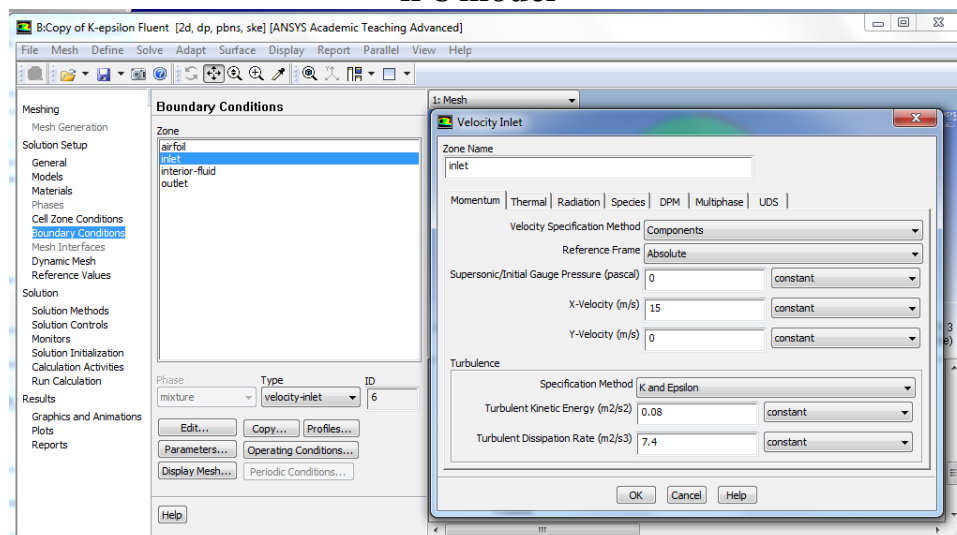 B:Copy of K-epsilon Fluent [2d, dp, pbns, ske] [ANSYS Academic Teaching Advanced]
File Mesh Define Solve Adapt Surface Display Report Parallel View Help
Meshing
Mesh Generation
Solution Setup
General
Models
Materials
Phases
Cell Zone Conditions
Boundary Conditions
Mesh Interfaces
Dynamic Mesh
Reference Values
Solution
Solution Methods
Solution Controls
Monitors
Solution Initialization
Calculation Activities
Run Calculation
Results
Graphics and Animations
Plots
Reports
Boundary Conditions
Zone
airfoil
inlet
interior-fluid
outlet
Phase Type ID
mixture velocity-inlet 6
Edit... Copy... Profiles...
Parameters... Operating Conditions...
Display Mesh... Periodic Conditions...
Help
1: Mesh
Velocity Inlet
Zone Name
inlet
Momentum Thermal Radiation Species DPM Multiphase UDS
Velocity Specification Method Components
Reference Frame Absolute
Supersonic/Initial Gauge Pressure (pascal) 0 constant
X-Velocity (m/s) 15 constant
Y-Velocity (m/s) 0 constant
Turbulence
Specification Method K and Epsilon
Turbulent Kinetic Energy (m2/s2) 0.08 constant
Turbulent Dissipation Rate (m2/s3) 7.4 constant
OK Cancel Help
3
e)